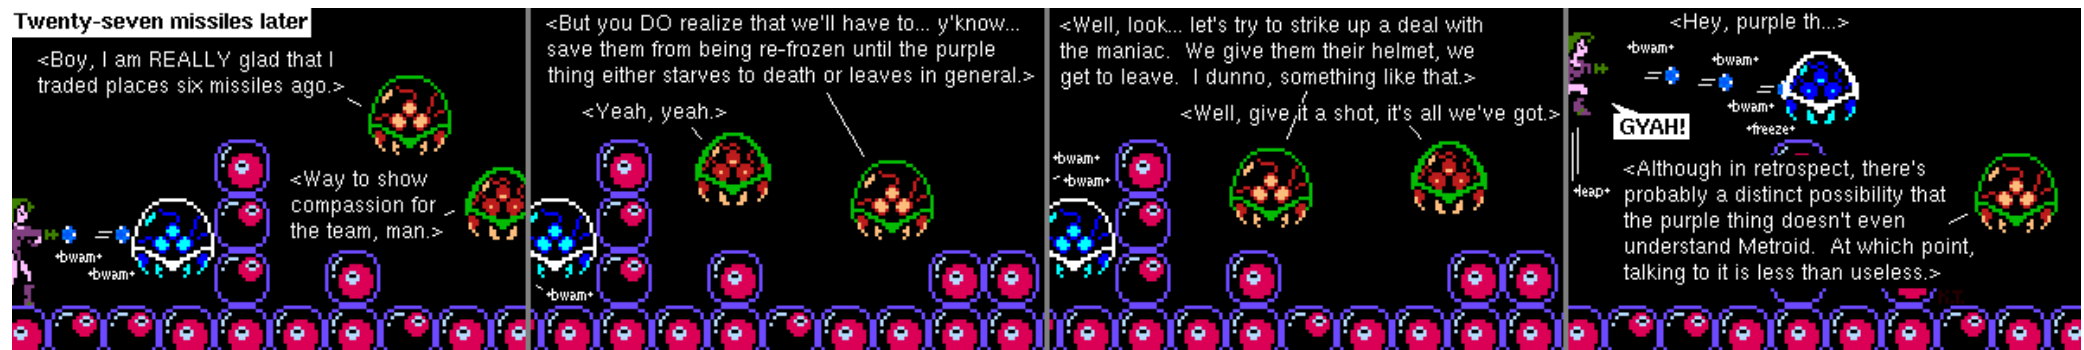 Twenty-seven missiles later
<Boy, I am REALLY glad that I
traded places six missiles ago.>
<Way to show
compassion for
the team, man.>
+bwam+
+bwam+
<But you DO realize that we'll have to... y'know...
save them from being re-frozen until the purple
thing either starves to death or leaves in general.>
<Yeah, yeah.>
+bwam+
<Well, look... let's try to strike up a deal with
the maniac.  We give them their helmet, we
get to leave.  I dunno, something like that.>
<Well, give it a shot, it's all we've got.>
+bwam+
+bwam+
<Hey, purple th...>
+bwam+
+bwam+
+bwam+
+freeze+
GYAH!
+leap+
<Although in retrospect, there's
probably a distinct possibility that
the purple thing doesn't even
understand Metroid.  At which point,
talking to it is less than useless.>